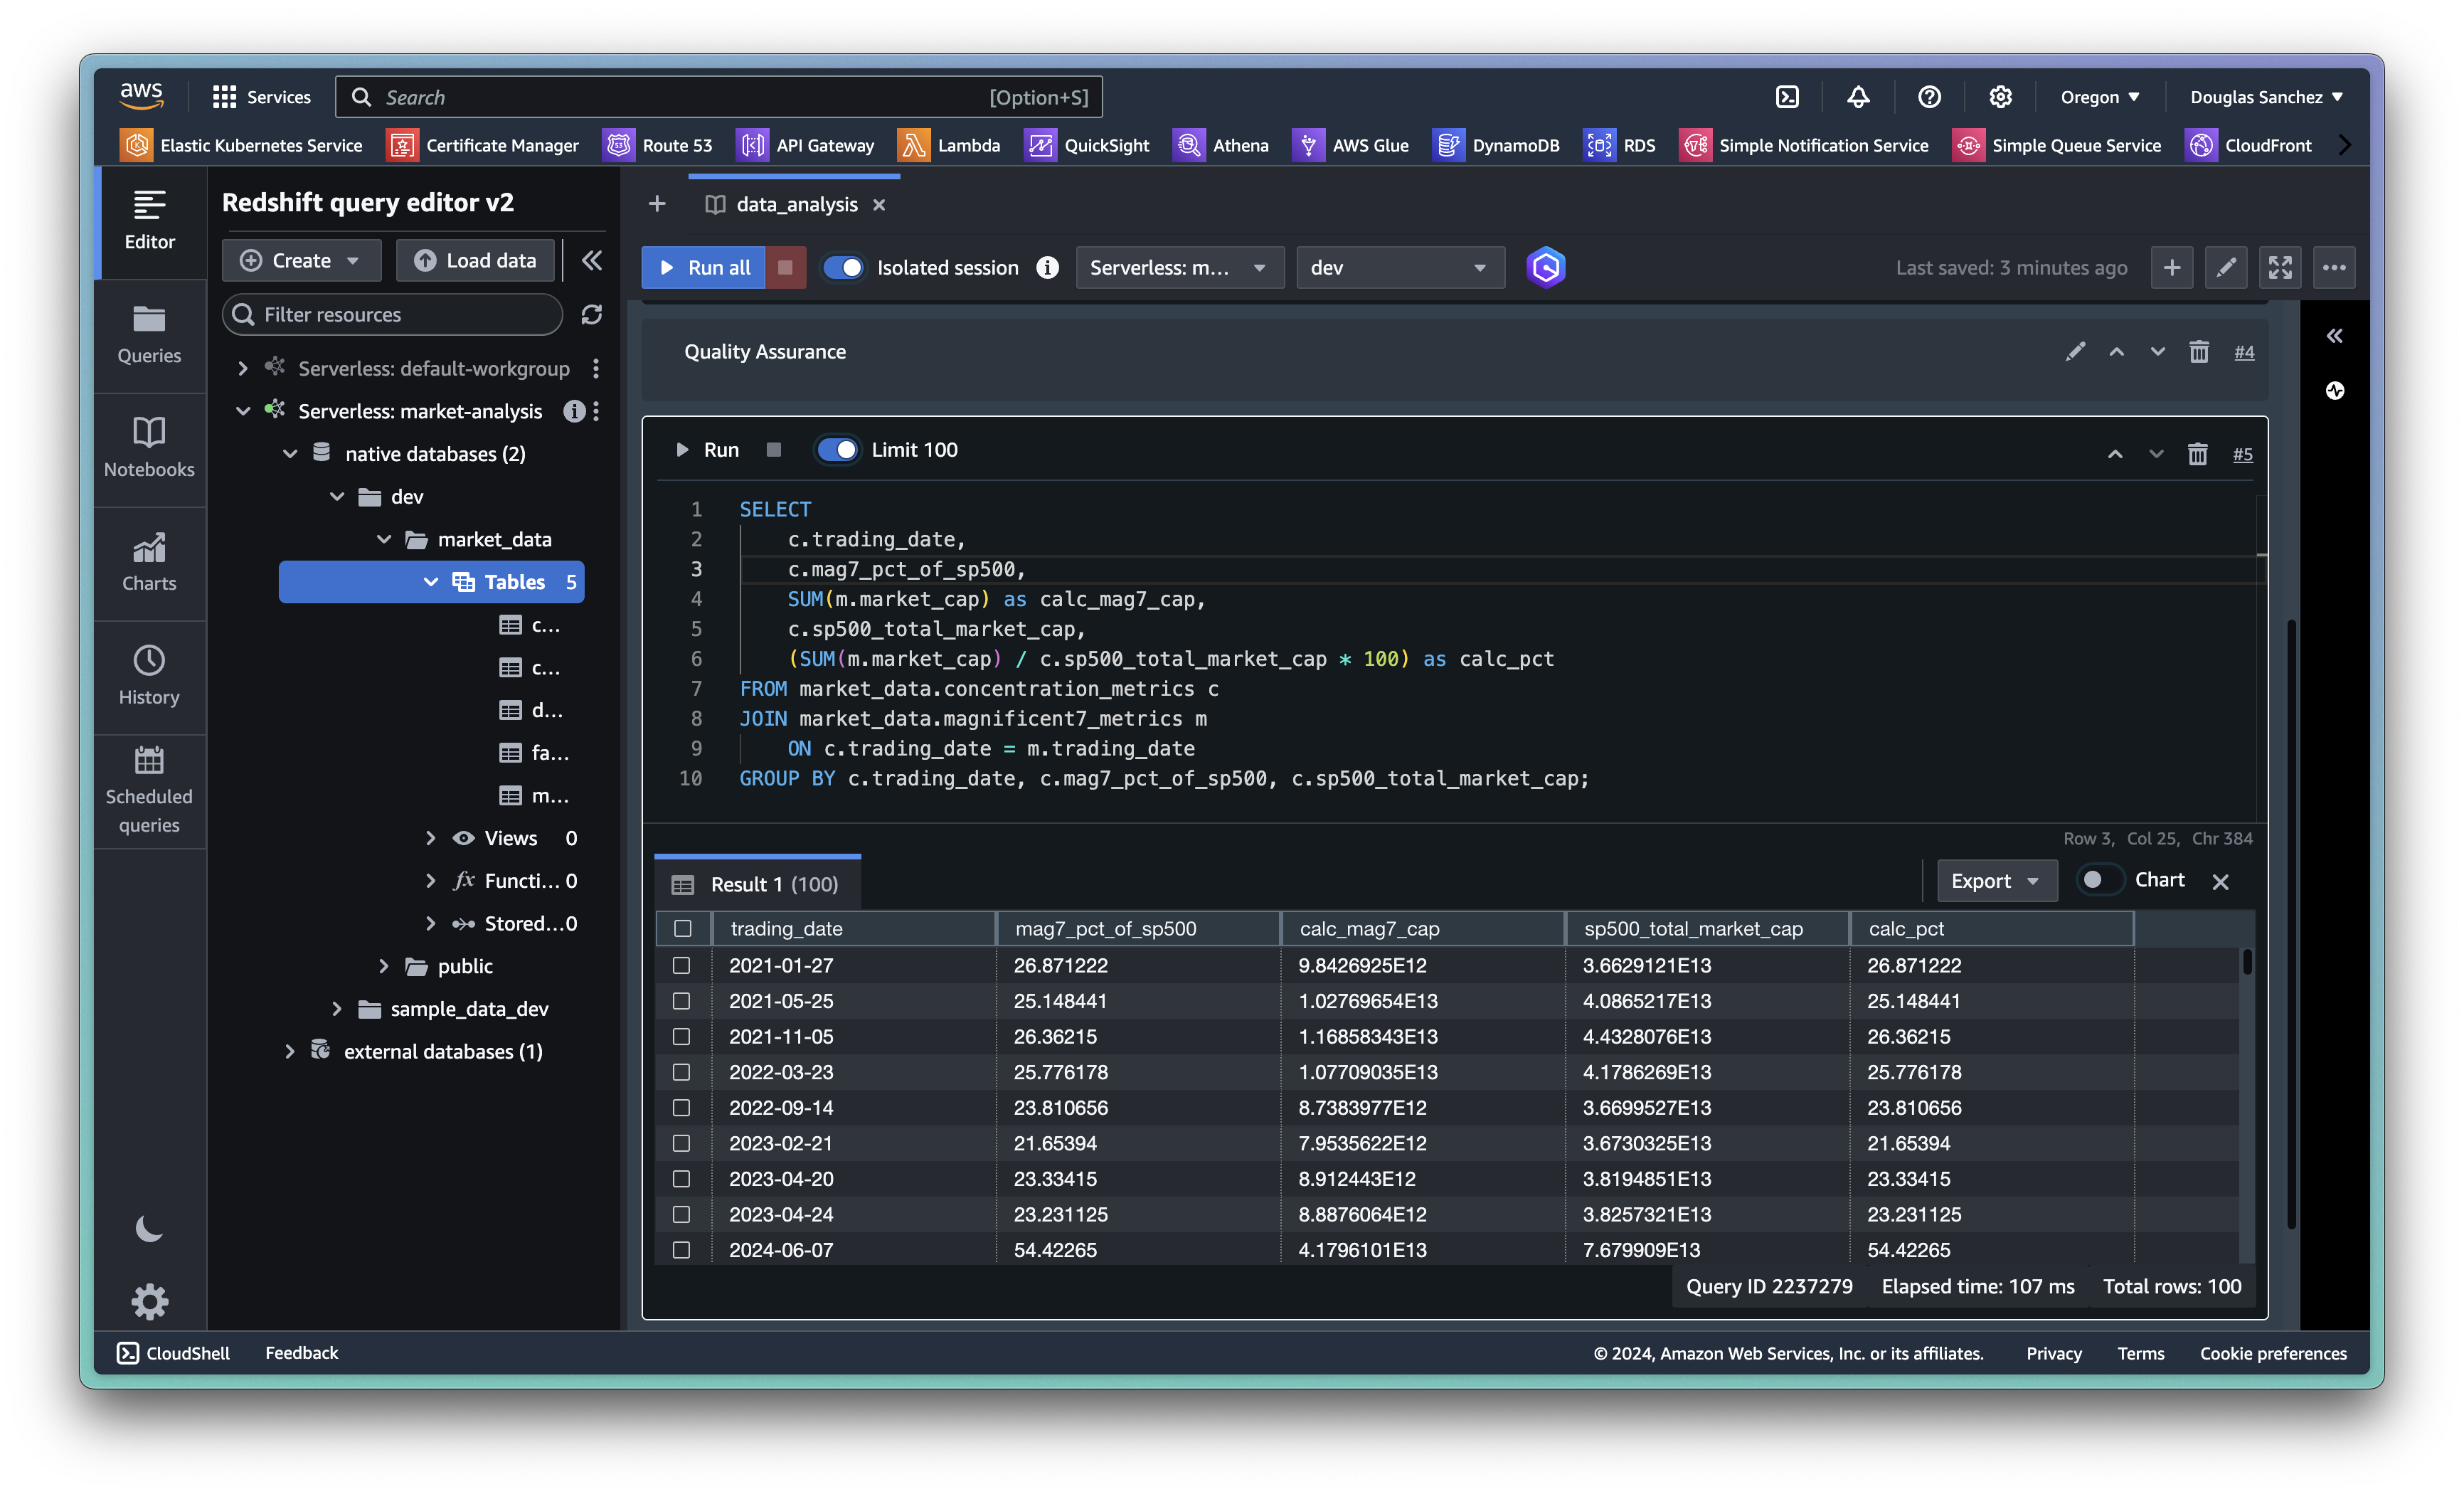 aws
Services
Search
[Option+S]
Oregon
Douglas Sanchez
Elastic Kubernetes Service
Certificate Manager
Route 53
API Gateway
Lambda
QuickSight
Athena
AWS Glue
DynamoDB
RDS
Simple Notification Service
Simple Queue Service
CloudFront
Editor
Queries
Notebooks
Charts
History
Scheduled
queries
Redshift query editor v2
Create
Load data
Filter resources
Serverless: default-workgroup
Serverless: market-analysis
native databases (2)
dev
market_data
Tables 5
c...
c...
d...
fa...
m...
Views 0
fx Functi... 0
Stored...0
public
sample_data_dev
external databases (1)
data_analysis
Run all
Isolated session
Serverless: m...
dev
Last saved: 3 minutes ago
Quality Assurance
#4
Run
Limit 100
#5
1 SELECT
2 c.trading_date,
3 c.mag7_pct_of_sp500,
4 SUM(m.market_cap) as calc_mag7_cap,
5 c.sp500_total_market_cap,
6 (SUM(m.market_cap) / c.sp500_total_market_cap * 100) as calc_pct
7 FROM market_data.concentration_metrics c
8 JOIN market_data.magnificent7_metrics m
9 ON c.trading_date = m.trading_date
10 GROUP BY c.trading_date, c.mag7_pct_of_sp500, c.sp500_total_market_cap;
Row 3, Col 25, Chr 384
Result 1 (100)
Export
Chart
trading_date mag7_pct_of_sp500 calc_mag7_cap sp500_total_market_cap calc_pct
2021-01-27 26.871222 9.8426925E12 3.6629121E13 26.871222
2021-05-25 25.148441 1.02769654E13 4.0865217E13 25.148441
2021-11-05 26.36215 1.16858343E13 4.4328076E13 26.36215
2022-03-23 25.776178 1.07709035E13 4.1786269E13 25.776178
2022-09-14 23.810656 8.7383977E12 3.6699527E13 23.810656
2023-02-21 21.65394 7.9535622E12 3.6730325E13 21.65394
2023-04-20 23.33415 8.912443E12 3.8194851E13 23.33415
2023-04-24 23.231125 8.8876064E12 3.8257321E13 23.231125
2024-06-07 54.42265 4.1796101E13 7.679909E13 54.42265
Query ID 2237279 Elapsed time: 107 ms Total rows: 100
CloudShell
Feedback
© 2024, Amazon Web Services, Inc. or its affiliates.
Privacy
Terms
Cookie preferences